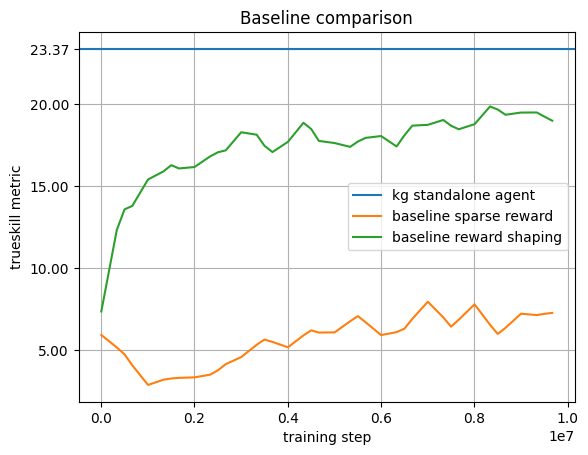 Baseline comparison
trueskill metric
23.37
20.00
15.00
10.00
5.00
kg standalone agent
baseline sparse reward
baseline reward shaping
0.0 0.2 0.4 0.6 0.8 1.0
1e7
training step